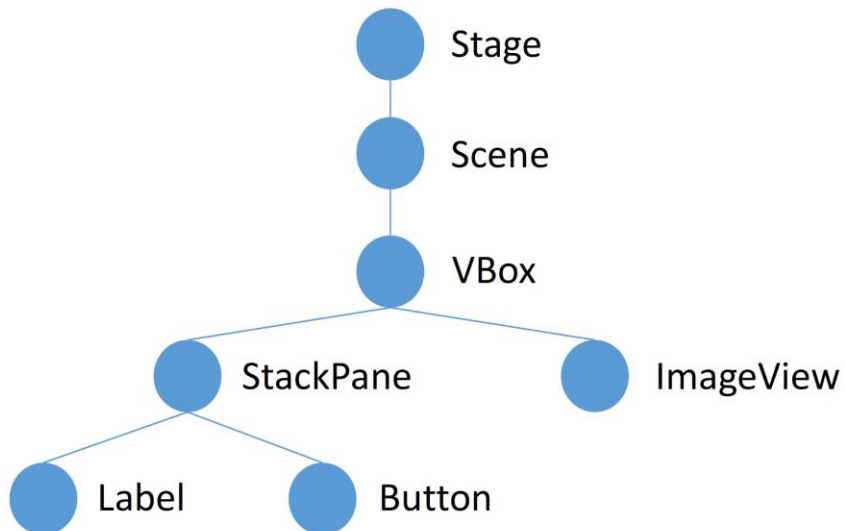 Stage
Scene
VBox
StackPane
ImageView
Label
Button